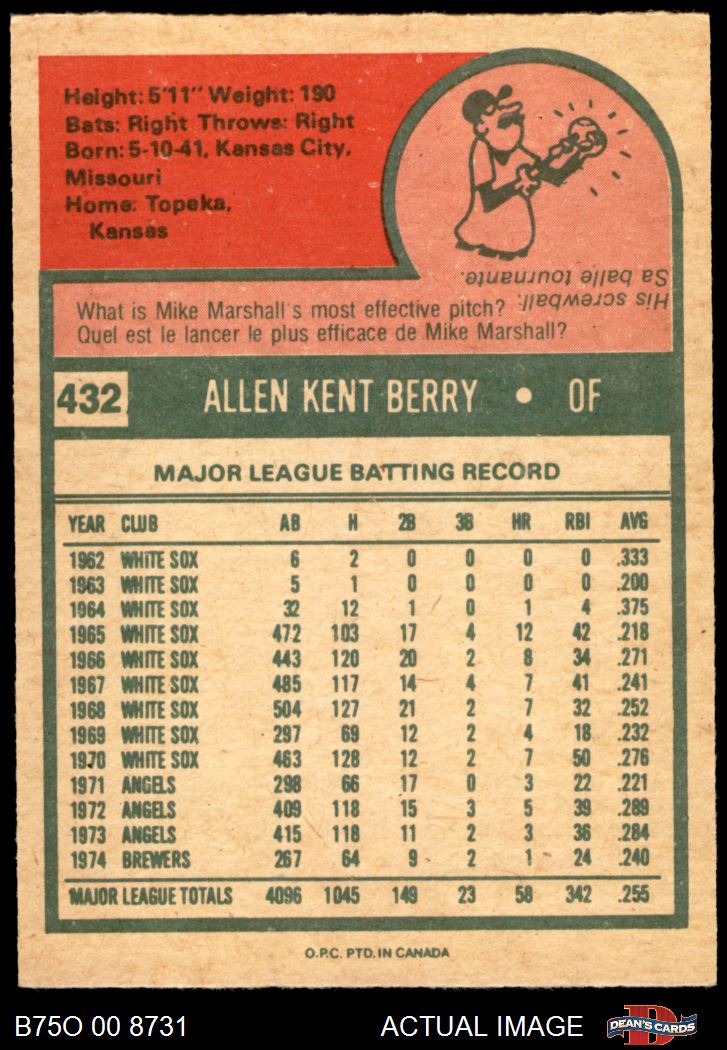 Height: 5'11" Weight: 190
Bats: Right Throws: Right
Born: 5-10-41, Kansas City,
Missouri
Home: Topeka,
Kansas
What is Mike Marshall's most effective pitch?
Quel est le lancer le plus efficace de Mike Marshall?
His screwball.
Sa balle tournante.
432 ALLEN KENT BERRY • OF
MAJOR LEAGUE BATTING RECORD
YEAR CLUB AB H 2B 3B HR RBI AVG
1962 WHITE SOX 6 2 0 0 0 0 .333
1963 WHITE SOX 5 1 0 0 0 0 .200
1964 WHITE SOX 32 12 1 0 1 4 .375
1965 WHITE SOX 472 103 17 4 12 42 .218
1966 WHITE SOX 443 120 20 2 8 34 .271
1967 WHITE SOX 485 117 14 4 7 41 .241
1968 WHITE SOX 504 127 21 2 7 32 .252
1969 WHITE SOX 297 69 12 2 4 18 .232
1970 WHITE SOX 463 128 12 2 7 50 .276
1971 ANGELS 298 66 17 0 3 22 .221
1972 ANGELS 409 118 15 3 5 39 .289
1973 ANGELS 415 118 11 2 3 36 .284
1974 BREWERS 267 64 9 2 1 24 .240
MAJOR LEAGUE TOTALS 4096 1045 149 23 58 342 .255
O.P.C. PTD. IN CANADA
B75O 00 8731 ACTUAL IMAGE D DEAN'S CARDS